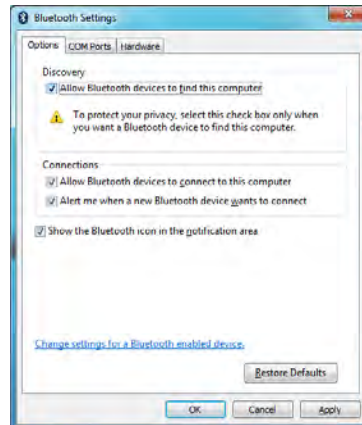 Bluetooth Settings
Options COM Ports Hardware
Discovery
Allow Bluetooth devices to find this computer
To protect your privacy, select this check box only when
you want a Bluetooth device to find this computer.
Connections
Allow Bluetooth devices to connect to this computer
Alert me when a new Bluetooth device wants to connect
Show the Bluetooth icon in the notification area
Change settings for a Bluetooth enabled device.
Restore Defaults
OK Cancel Apply